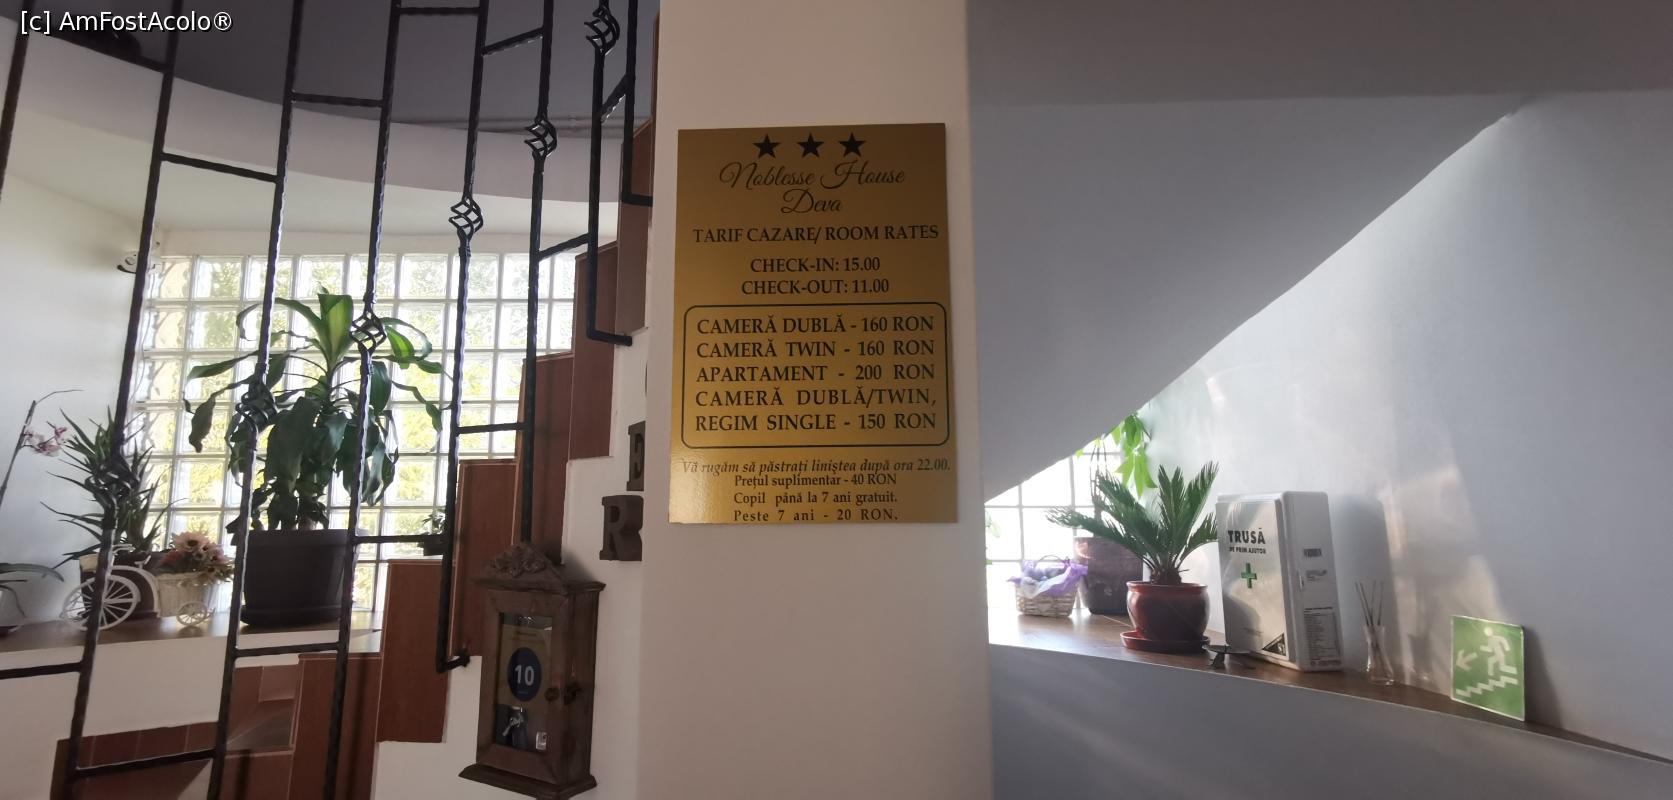 [c] AmFostAcolo®
Noblesse House
Deva
TARIF CAZARE/ ROOM RATES
CHECK-IN: 15.00
CHECK-OUT: 11.00
CAMERĂ DUBLĂ - 160 RON
CAMERĂ TWIN - 160 RON
APARTAMENT - 200 RON
CAMERĂ DUBLĂ/TWIN,
REGIM SINGLE - 150 RON
Vă rugăm să păstrați liniștea după ora 22.00.
Prețul suplimentar - 40 RON
Copil până la 7 ani gratuit.
Peste 7 ani - 20 RON.
E
R
10
TRUSĂ
DE PRIM AJUTOR